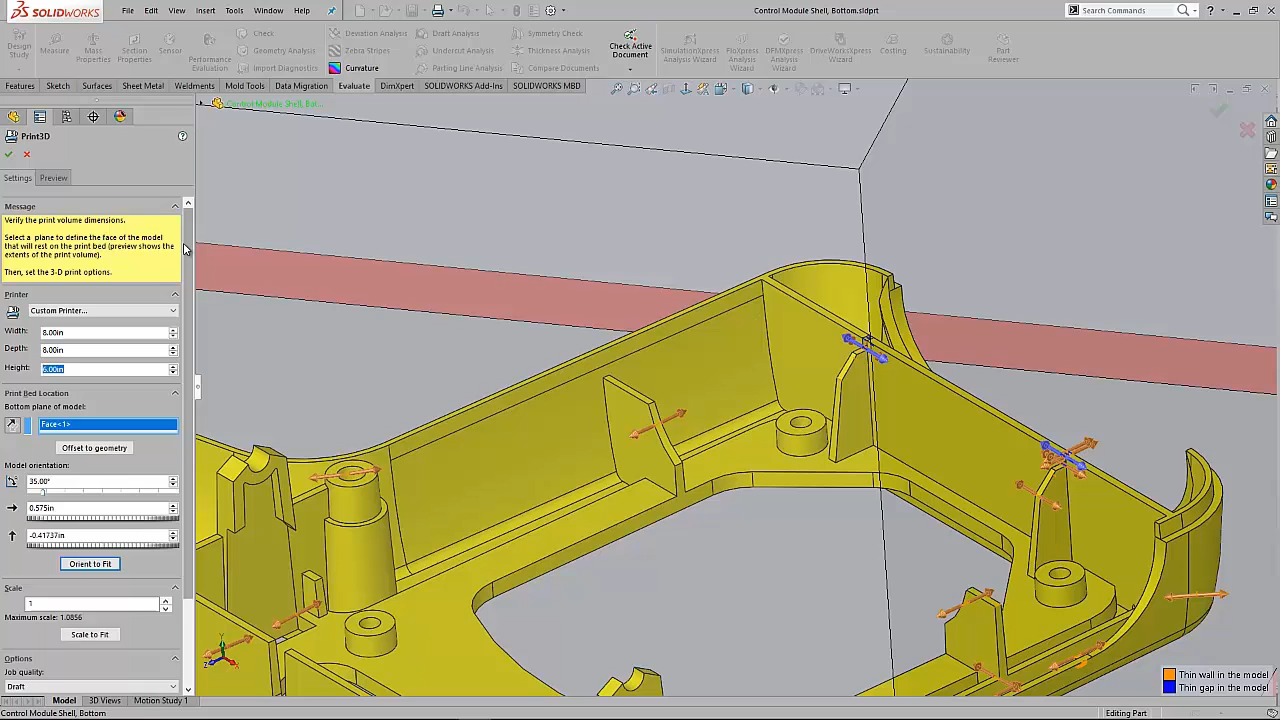 SOLIDWORKS
File Edit View Insert Tools Window Help
Control Module Shell, Bottom.sldprt
Search Commands
Design Study
Measure
Mass Properties
Section Properties
Sensor
Performance Evaluation
Check
Geometry Analysis
Import Diagnostics
Deviation Analysis
Zebra Stripes
Curvature
Draft Analysis
Undercut Analysis
Parting Line Analysis
Symmetry Check
Thickness Analysis
Compare Documents
Check Active Document
SimulationXpress Analysis Wizard
FloXpress Analysis Wizard
DFMXpress Analysis Wizard
DriveWorksXpress Wizard
Costing
Sustainability
Part Reviewer
Features Sketch Surfaces Sheet Metal Weldments Mold Tools Data Migration Evaluate DimXpert SOLIDWORKS Add-Ins SOLIDWORKS MBD
Control Module Shell, Bot...
Print3D
Settings Preview
Message
Verify the print volume dimensions.
Select a plane to define the face of the model
that will rest on the print bed (preview shows the
extents of the print volume).
Then, set the 3-D print options.
Printer
Custom Printer...
Width: 8.00in
Depth: 8.00in
Height: 6.00in
Print Bed Location
Bottom plane of model:
Face<1>
Offset to geometry
Model orientation:
35.00°
0.575in
-0.41737in
Orient to Fit
Scale
1
Maximum scale: 1.0856
Scale to Fit
Options
Job quality:
Draft
Y
Z
X
Thin wall in the model
Thin gap in the model
Model 3D Views Motion Study 1
Control Module Shell, Bottom
Editing Part